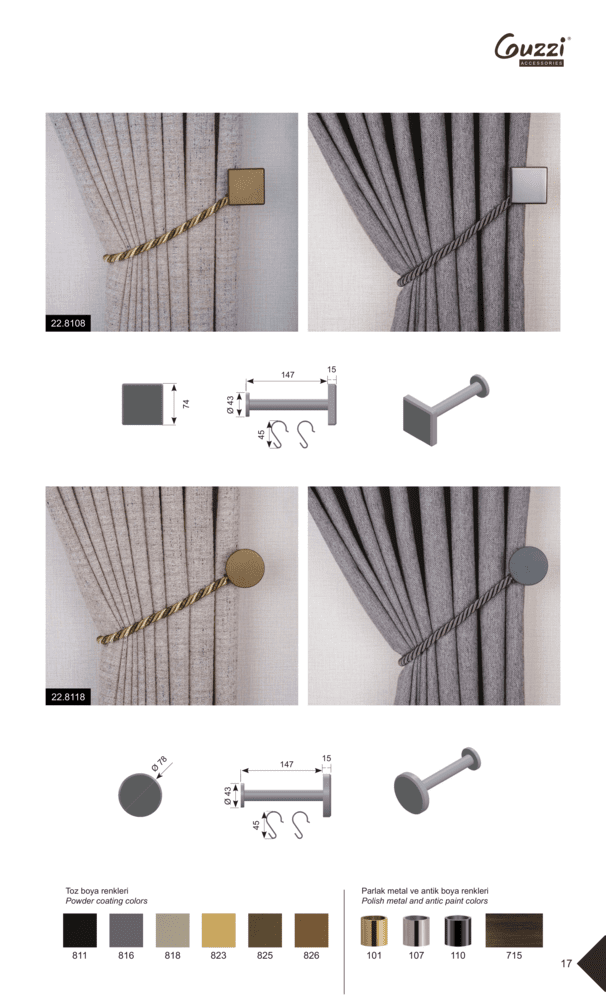 Couzzi®
ACCESSORIES
22.8108
74
147
15
Ø 43
45
22.8118
Ø 78
147
15
Ø 43
45
Toz boya renkleri
Powder coating colors
811 816 818 823 825 826
Parlak metal ve antik boya renkleri
Polish metal and antic paint colors
101 107 110 715
17